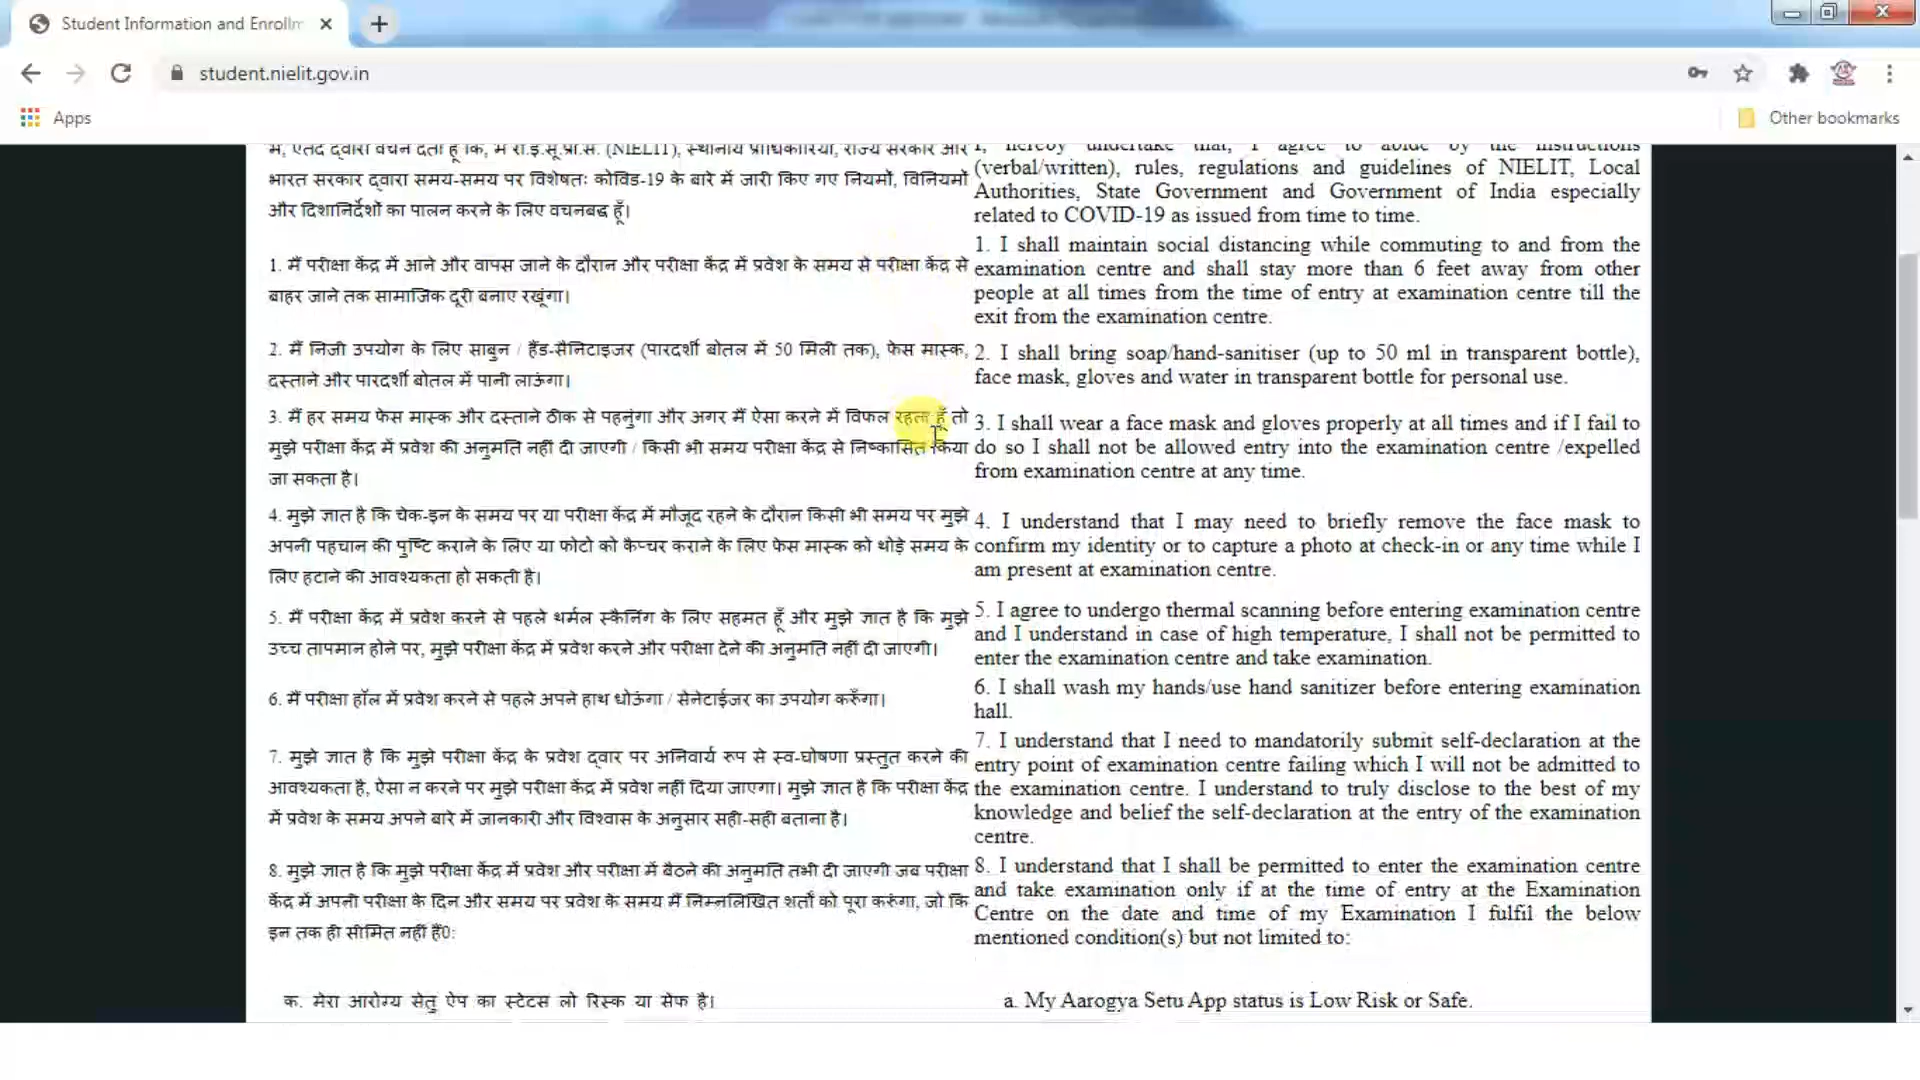 Student Information and Enrollm
student.nielit.gov.in
Apps
Other bookmarks
मैं, एतद द्वारा वचन देता हूँ कि, मैं रा.इ.सू.प्रौ.सं. (NIELIT), स्थानीय प्राधिकारियों, राज्य सरकार और
भारत सरकार द्वारा समय-समय पर विशेषतः कोविड-19 के बारे में जारी किए गए नियमों, विनियमों
और दिशानिर्देशों का पालन करने के लिए वचनबद्ध हूँ।
1. मैं परीक्षा केंद्र में आने और वापस जाने के दौरान और परीक्षा केंद्र में प्रवेश के समय से परीक्षा केंद्र से
बाहर जाने तक सामाजिक दूरी बनाए रखूंगा।
2. मैं निजी उपयोग के लिए साबुन / हैंड-सैनिटाइजर (पारदर्शी बोतल में 50 मिली तक), फेस मास्क,
दस्ताने और पारदर्शी बोतल में पानी लाऊंगा।
3. मैं हर समय फेस मास्क और दस्ताने ठीक से पहनुंगा और अगर मैं ऐसा करने में विफल रहता हूँ तो
मुझे परीक्षा केंद्र में प्रवेश की अनुमति नहीं दी जाएगी / किसी भी समय परीक्षा केंद्र से निष्कासित किया
जा सकता है।
4. मुझे ज्ञात है कि चेक-इन के समय पर या परीक्षा केंद्र में मौजूद रहने के दौरान किसी भी समय पर मुझे
अपनी पहचान की पुष्टि कराने के लिए या फोटो को कैप्चर कराने के लिए फेस मास्क को थोड़े समय के
लिए हटाने की आवश्यकता हो सकती है।
5. मैं परीक्षा केंद्र में प्रवेश करने से पहले थर्मल स्कैनिंग के लिए सहमत हूँ और मुझे ज्ञात है कि मुझे
उच्च तापमान होने पर, मुझे परीक्षा केंद्र में प्रवेश करने और परीक्षा देने की अनुमति नहीं दी जाएगी।
6. मैं परीक्षा हॉल में प्रवेश करने से पहले अपने हाथ धोऊंगा / सेनेटाईजर का उपयोग करूँगा।
7. मुझे ज्ञात है कि मुझे परीक्षा केंद्र के प्रवेश द्वार पर अनिवार्य रूप से स्व-घोषणा प्रस्तुत करने की
आवश्यकता है, ऐसा न करने पर मुझे परीक्षा केंद्र में प्रवेश नहीं दिया जाएगा। मुझे ज्ञात है कि परीक्षा केंद्र
में प्रवेश के समय अपने बारे में जानकारी और विश्वास के अनुसार सही-सही बताना है।
8. मुझे ज्ञात है कि मुझे परीक्षा केंद्र में प्रवेश और परीक्षा में बैठने की अनुमति तभी दी जाएगी जब परीक्षा
केंद्र में अपनी परीक्षा के दिन और समय पर प्रवेश के समय मैं निम्नलिखित शर्तों को पूरा करुंगा, जो कि
इन तक ही सीमित नहीं हैं0:
क. मेरा आरोग्य सेतु ऐप का स्टेटस लो रिस्क या सेफ है।
I, hereby undertake that, I agree to abide by the instructions
(verbal/written), rules, regulations and guidelines of NIELIT, Local
Authorities, State Government and Government of India especially
related to COVID-19 as issued from time to time.
1. I shall maintain social distancing while commuting to and from the
examination centre and shall stay more than 6 feet away from other
people at all times from the time of entry at examination centre till the
exit from the examination centre.
2. I shall bring soap/hand-sanitiser (up to 50 ml in transparent bottle),
face mask, gloves and water in transparent bottle for personal use.
3. I shall wear a face mask and gloves properly at all times and if I fail to
do so I shall not be allowed entry into the examination centre /expelled
from examination centre at any time.
4. I understand that I may need to briefly remove the face mask to
confirm my identity or to capture a photo at check-in or any time while I
am present at examination centre.
5. I agree to undergo thermal scanning before entering examination centre
and I understand in case of high temperature, I shall not be permitted to
enter the examination centre and take examination.
6. I shall wash my hands/use hand sanitizer before entering examination
hall.
7. I understand that I need to mandatorily submit self-declaration at the
entry point of examination centre failing which I will not be admitted to
the examination centre. I understand to truly disclose to the best of my
knowledge and belief the self-declaration at the entry of the examination
centre.
8. I understand that I shall be permitted to enter the examination centre
and take examination only if at the time of entry at the Examination
Centre on the date and time of my Examination I fulfil the below
mentioned condition(s) but not limited to:
a. My Aarogya Setu App status is Low Risk or Safe.